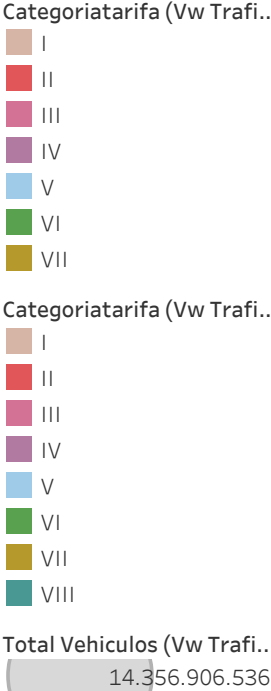 Categoriatarifa (Vw Trafi..
I
II
III
IV
V
VI
VII
Categoriatarifa (Vw Trafi..
I
II
III
IV
V
VI
VII
VIII
Total Vehiculos (Vw Trafi..
14.356.906.536